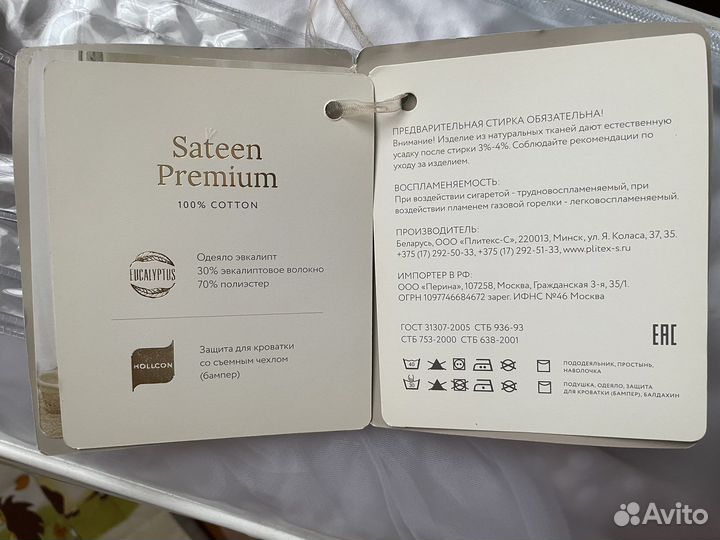 Sateen
Premium
100% COTTON
EUCALYPTUS
Одеяло эвкалипт
30% эвкалиптовое волокно
70% полиэстер
HOLLCON
Защита для кроватки
со съемным чехлом
(бампер)
ПРЕДВАРИТЕЛЬНАЯ СТИРКА ОБЯЗАТЕЛЬНА!
Внимание! Изделие из натуральных тканей дают естественную
усадку после стирки 3%-4%. Соблюдайте рекомендации по
уходу за изделием.
ВОСПЛАМЕНЯЕМОСТЬ:
При воздействии сигаретой - трудновоспламеняемый, при
воздействии пламенем газовой горелки - легковоспламеняемый.
ПРОИЗВОДИТЕЛЬ:
Беларусь, ООО «Плитекс-С», 220013, Минск, ул. Я. Коласа, 37, 35.
+375 (17) 292-50-33, +375 (17) 292-51-33, www.plitex-s.ru
ИМПОРТЕР В РФ:
ООО «Перина», 107258, Москва, Гражданская 3-я, 35/1.
ОГРН 1097746684672 зарег. ИФНС №46 Москва
ГОСТ 31307-2005 СТБ 936-93
СТБ 753-2000 СТБ 638-2001
EAC
40
ПОДОДЕЯЛЬНИК, ПРОСТЫНЬ,
НАВОЛОЧКА
30
ПОДУШКА, ОДЕЯЛО, ЗАЩИТА
ДЛЯ КРОВАТКИ (БАМПЕР), БАЛДАХИН
Avito